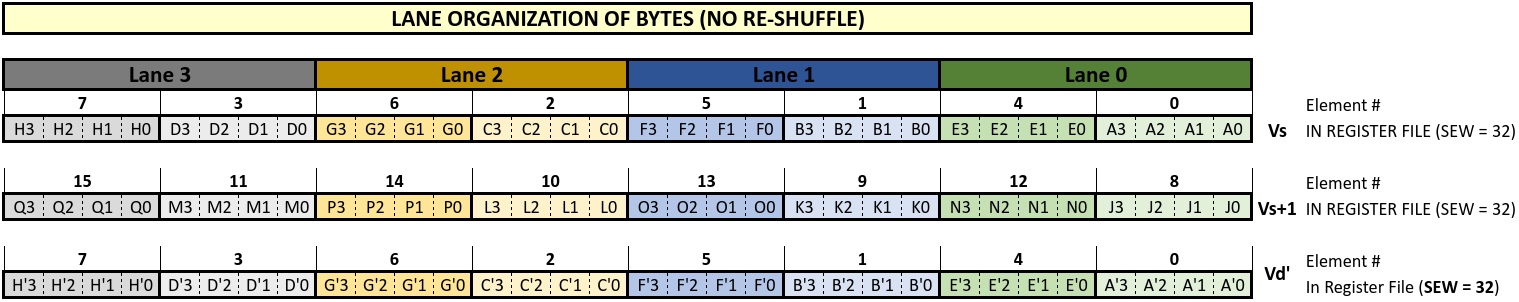 LANE ORGANIZATION OF BYTES (NO RE-SHUFFLE)
Lane 3 Lane 2 Lane 1 Lane 0
7 3 6 2 5 1 4 0 Element #
H3 H2 H1 H0 D3 D2 D1 D0 G3 G2 G1 G0 C3 C2 C1 C0 F3 F2 F1 F0 B3 B2 B1 B0 E3 E2 E1 E0 A3 A2 A1 A0 Vs IN REGISTER FILE (SEW = 32)
15 11 14 10 13 9 12 8 Element #
Q3 Q2 Q1 Q0 M3 M2 M1 M0 P3 P2 P1 P0 L3 L2 L1 L0 O3 O2 O1 O0 K3 K2 K1 K0 N3 N2 N1 N0 J3 J2 J1 J0 Vs+1 IN REGISTER FILE (SEW = 32)
7 3 6 2 5 1 4 0 Element #
H'3 H'2 H'1 H'0 D'3 D'2 D'1 D'0 G'3 G'2 G'1 G'0 C'3 C'2 C'1 C'0 F'3 F'2 F'1 F'0 B'3 B'2 B'1 B'0 E'3 E'2 E'1 E'0 A'3 A'2 A'1 A'0 Vd' In Register File (SEW = 32)